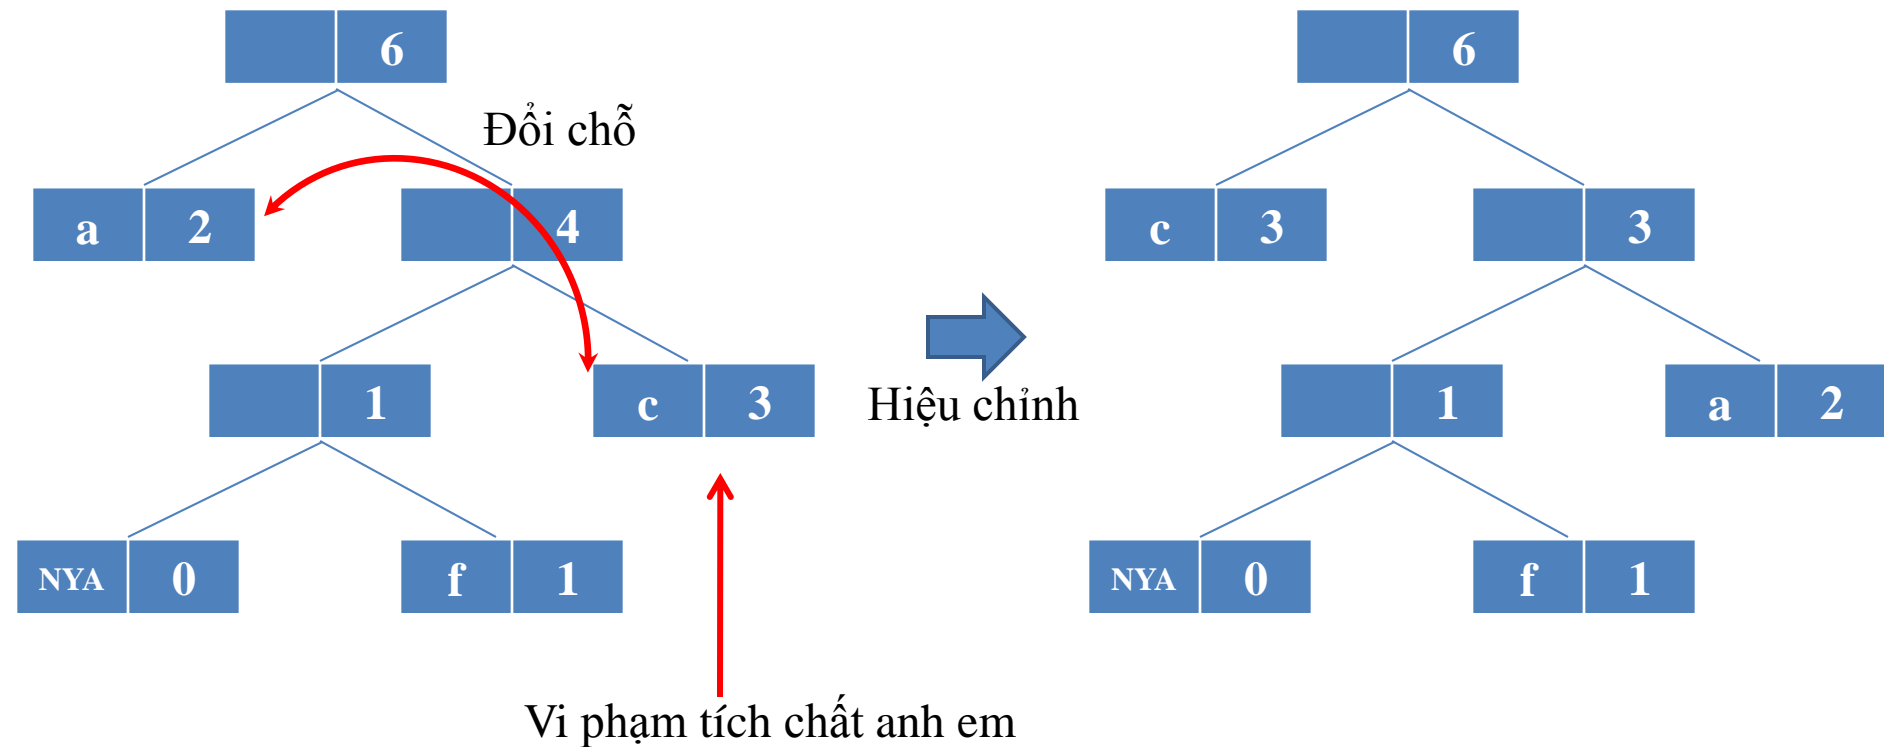 6
6
Đổi chỗ
a 2
4
c 3
3
1
c 3
Hiệu chỉnh
1
a 2
NYA 0
f 1
NYA 0
f 1
Vi phạm tích chất anh em